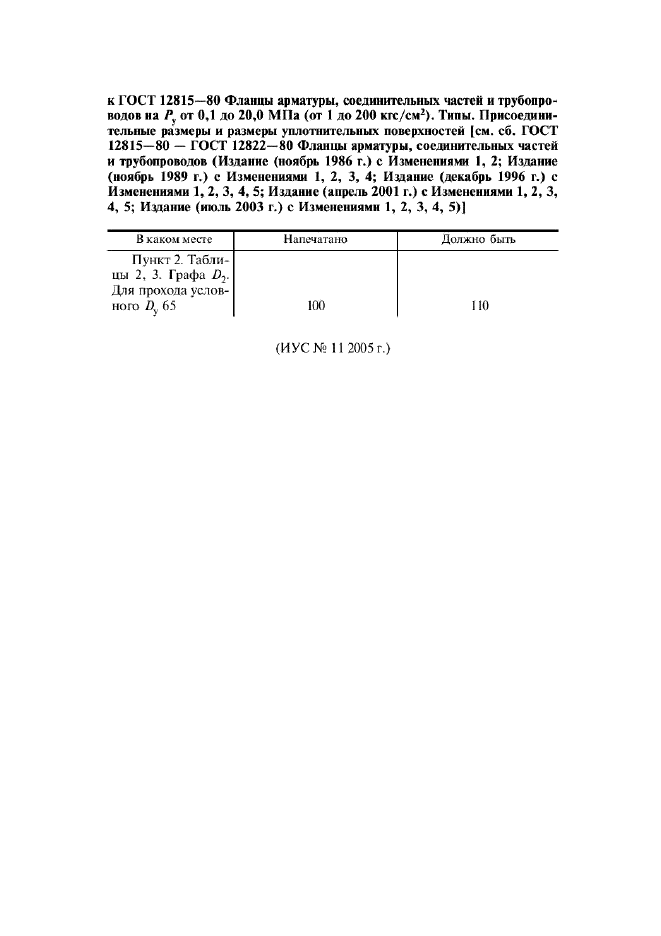 к ГОСТ 12815—80 Фланцы арматуры, соединительных частей и трубопро-
водов на Pу от 0,1 до 20,0 МПа (от 1 до 200 кгс/см²). Типы. Присоедини-
тельные размеры и размеры уплотнительных поверхностей [см. сб. ГОСТ
12815—80 — ГОСТ 12822—80 Фланцы арматуры, соединительных частей
и трубопроводов (Издание (ноябрь 1986 г.) с Изменениями 1, 2; Издание
(ноябрь 1989 г.) с Изменениями 1, 2, 3, 4; Издание (декабрь 1996 г.) с
Изменениями 1, 2, 3, 4, 5; Издание (апрель 2001 г.) с Изменениями 1, 2, 3,
4, 5; Издание (июль 2003 г.) с Изменениями 1, 2, 3, 4, 5)]
В каком месте Напечатано Должно быть
Пункт 2. Табли-
цы 2, 3. Графа D₂.
Для прохода услов-
ного Dу 65 100 110
(ИУС № 11 2005 г.)